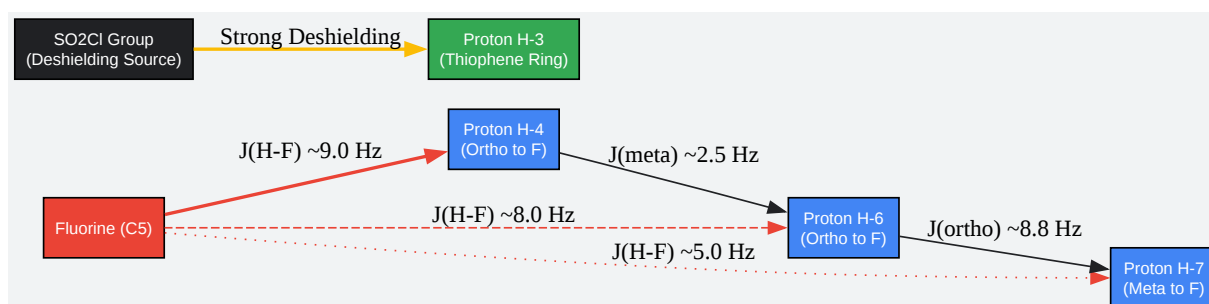 SO2Cl Group
(Deshielding Source)
Strong Deshielding
Proton H-3
(Thiophene Ring)
Fluorine (C5)
J(H-F) ~9.0 Hz
Proton H-4
(Ortho to F)
J(meta) ~2.5 Hz
J(H-F) ~8.0 Hz
Proton H-6
(Ortho to F)
J(ortho) ~8.8 Hz
J(H-F) ~5.0 Hz
Proton H-7
(Meta to F)